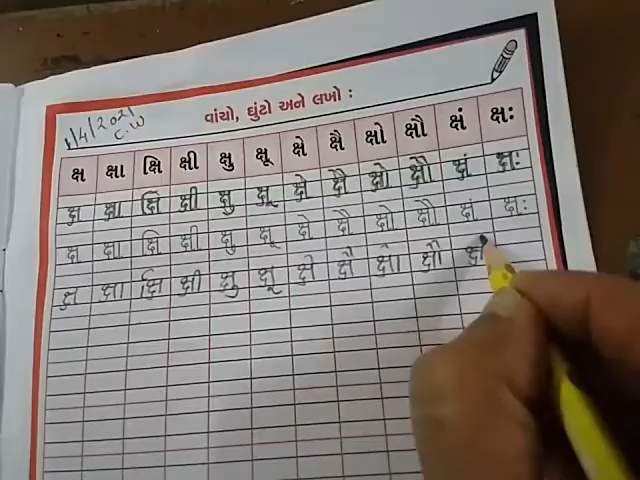 1/4/2021
C.W
વાંચો, ઘુંટો અને લખો :
ક્ષ ક્ષા ક્ષિ ક્ષી ક્ષુ ક્ષૂ ક્ષે ક્ષૈ ક્ષો ક્ષૌ ક્ષં ક્ષઃ
ક્ષ ક્ષા ક્ષિ ક્ષી ક્ષુ ક્ષૂ ક્ષે ક્ષૈ ક્ષો ક્ષૌ ક્ષં ક્ષઃ
ક્ષ ક્ષા ક્ષિ ક્ષી ક્ષુ ક્ષૂ ક્ષે ક્ષૈ ક્ષો ક્ષૌ ક્ષં ક્ષઃ
ક્ષ ક્ષા ક્ષિ ક્ષી ક્ષુ ક્ષૂ ક્ષે ક્ષૈ ક્ષો ક્ષૌ ક્ષ